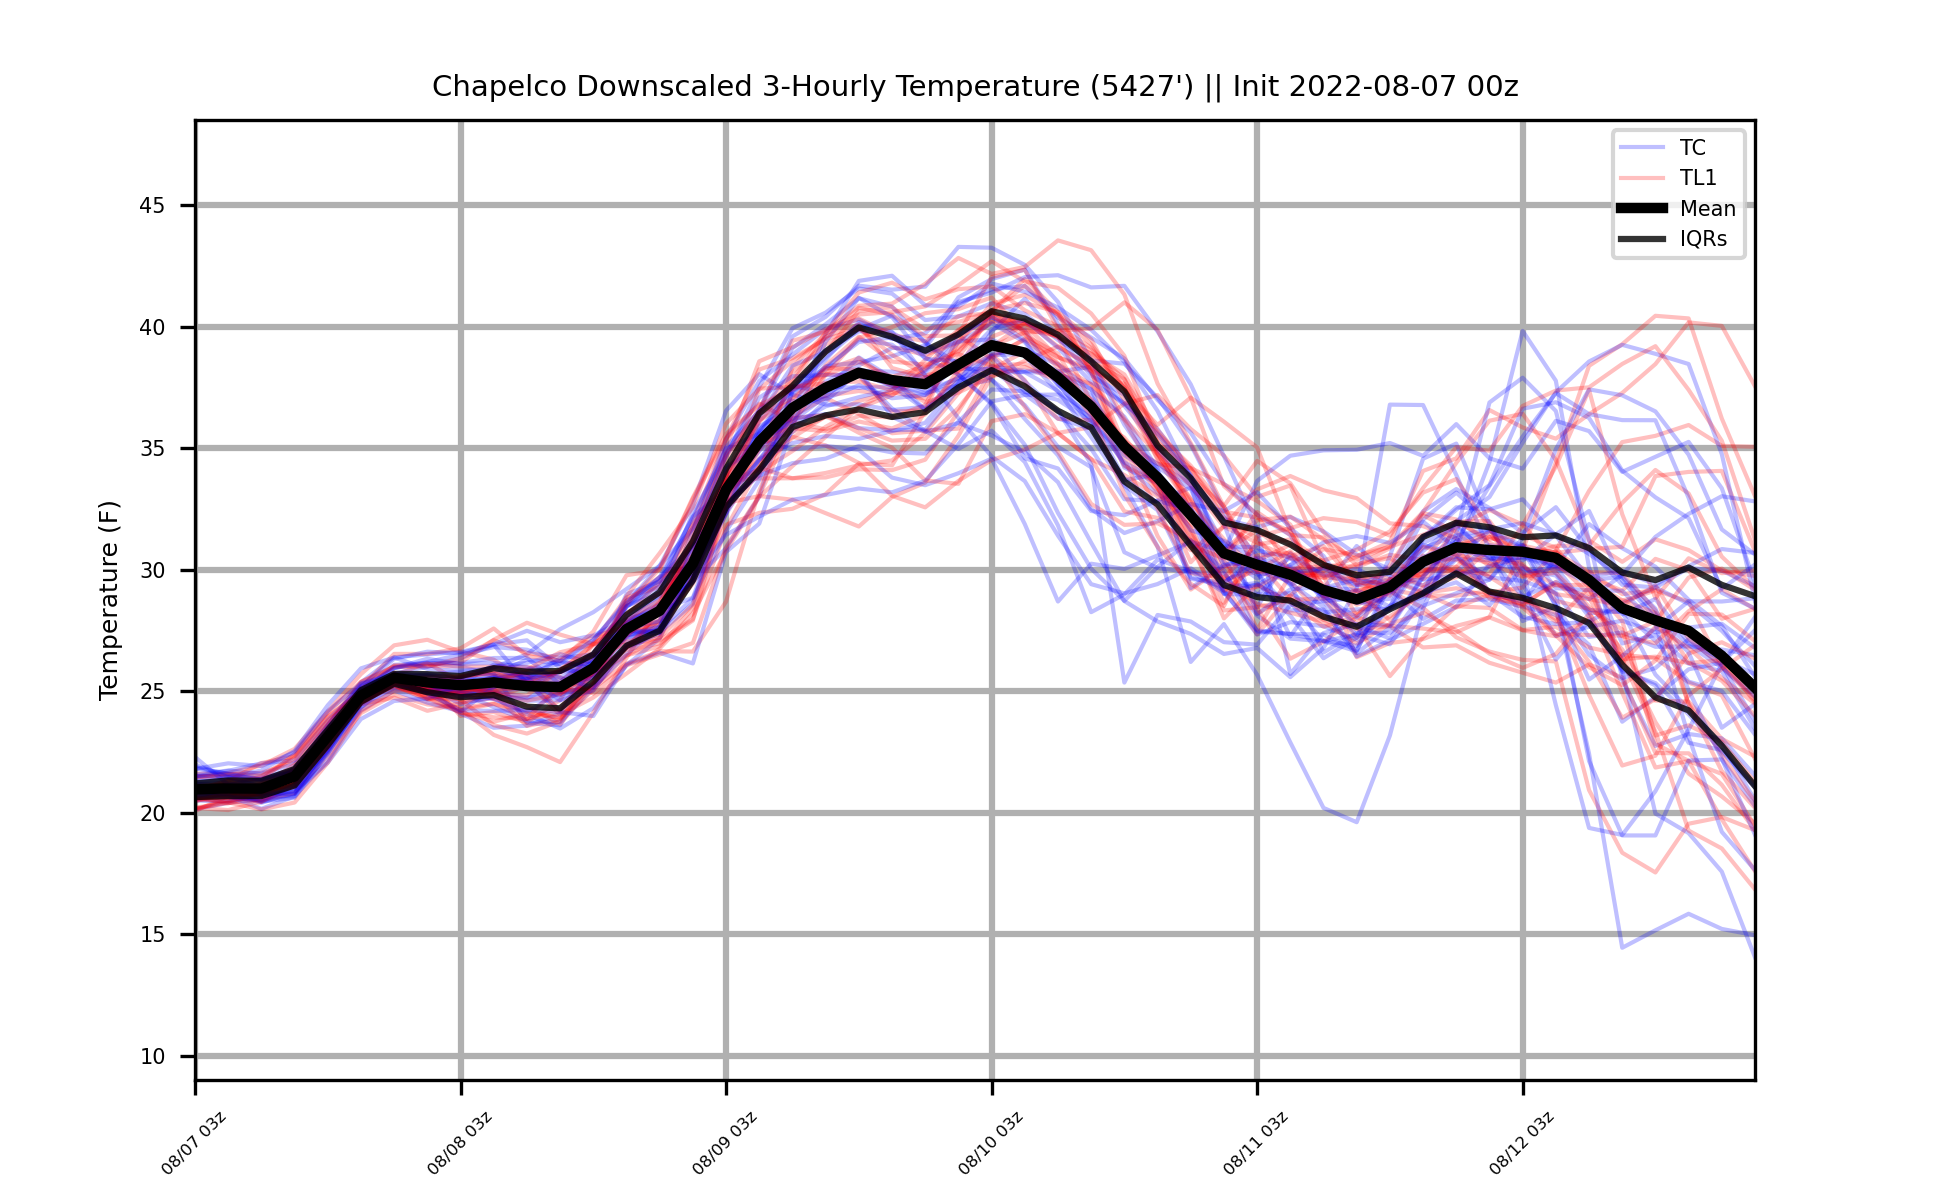 Chapelco Downscaled 3-Hourly Temperature (5427') || Init 2022-08-07 00z
TC
TL1
Mean
IQRs
Temperature (F)
45
40
35
30
25
20
15
10
08/07 03z
08/08 03z
08/09 03z
08/10 03z
08/11 03z
08/12 03z